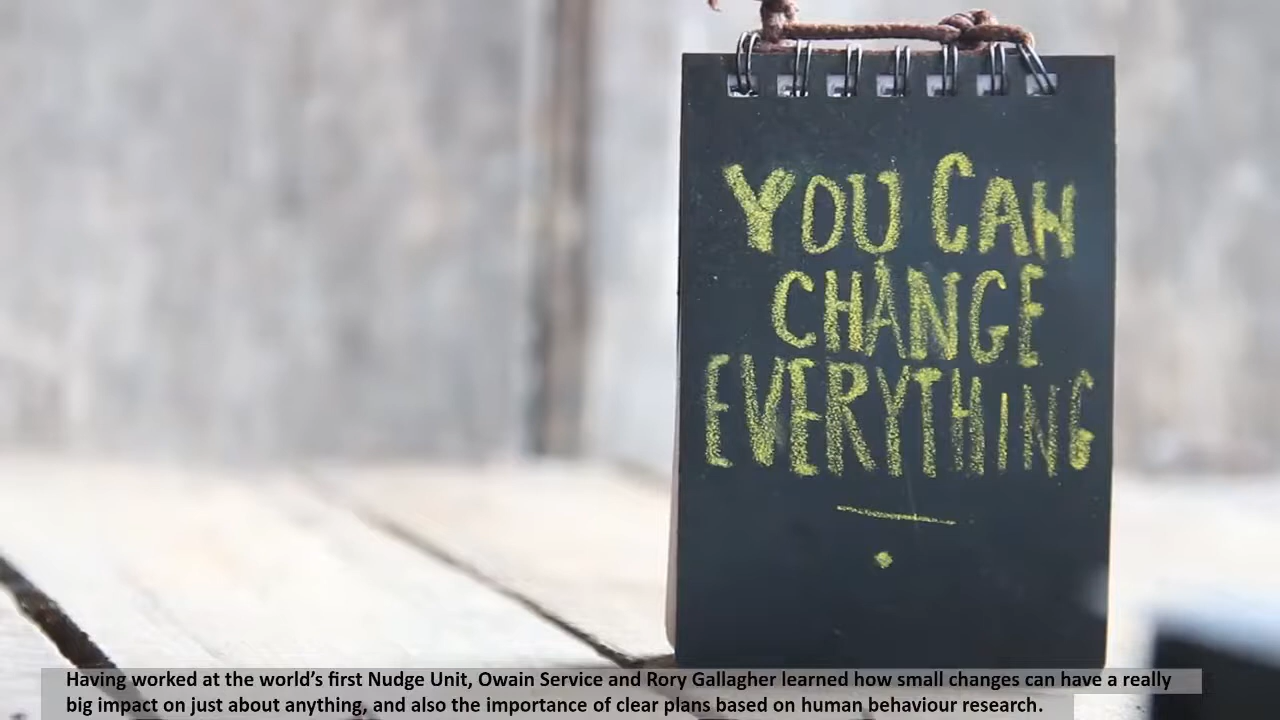 YOU CAN
CHANGE
EVERYTHING
Having worked at the world’s first Nudge Unit, Owain Service and Rory Gallagher learned how small changes can have a really
big impact on just about anything, and also the importance of clear plans based on human behaviour research.